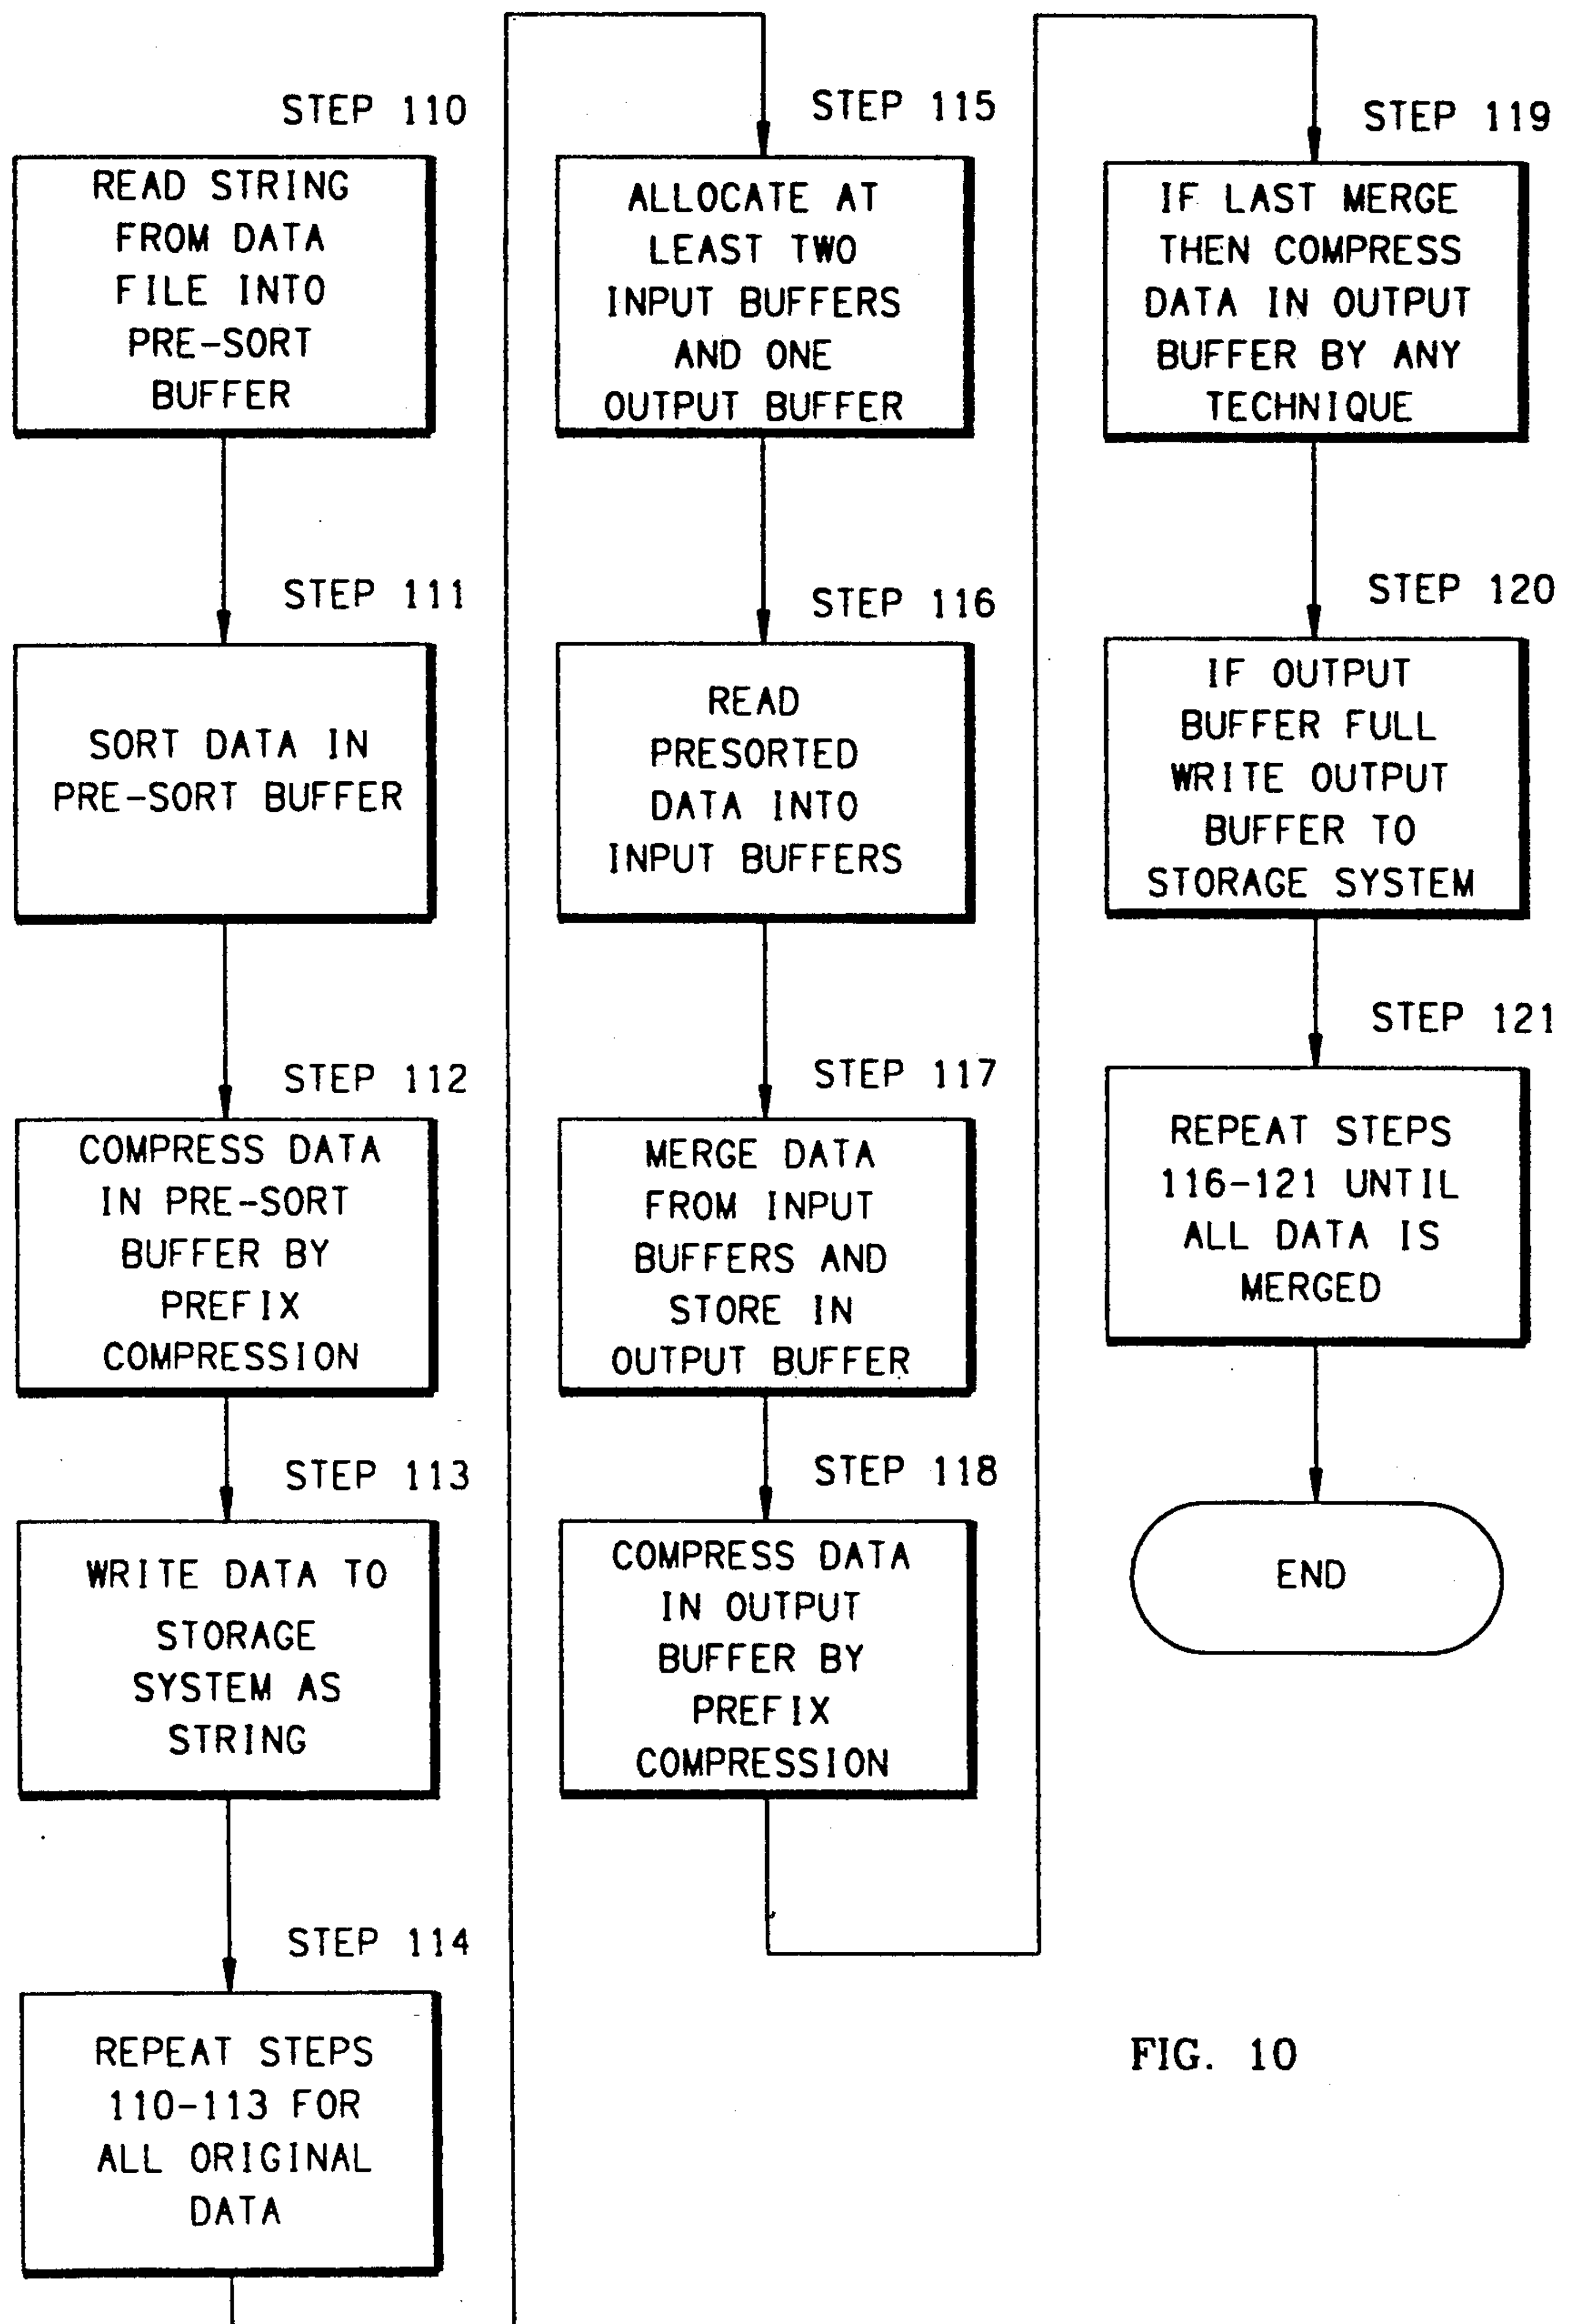 STEP 110
READ STRING
FROM DATA
FILE INTO
PRE-SORT
BUFFER
STEP 111
SORT DATA IN
PRE-SORT BUFFER
STEP 112
COMPRESS DATA
IN PRE-SORT
BUFFER BY
PREFIX
COMPRESSION
STEP 113
WRITE DATA TO
STORAGE
SYSTEM AS
STRING
STEP 114
REPEAT STEPS
110-113 FOR
ALL ORIGINAL
DATA
STEP 115
ALLOCATE AT
LEAST TWO
INPUT BUFFERS
AND ONE
OUTPUT BUFFER
STEP 116
READ
PRESORTED
DATA INTO
INPUT BUFFERS
STEP 117
MERGE DATA
FROM INPUT
BUFFERS AND
STORE IN
OUTPUT BUFFER
STEP 118
COMPRESS DATA
IN OUTPUT
BUFFER BY
PREFIX
COMPRESSION
STEP 119
IF LAST MERGE
THEN COMPRESS
DATA IN OUTPUT
BUFFER BY ANY
TECHNIQUE
STEP 120
IF OUTPUT
BUFFER FULL
WRITE OUTPUT
BUFFER TO
STORAGE SYSTEM
STEP 121
REPEAT STEPS
116-121 UNTIL
ALL DATA IS
MERGED
END
FIG. 10